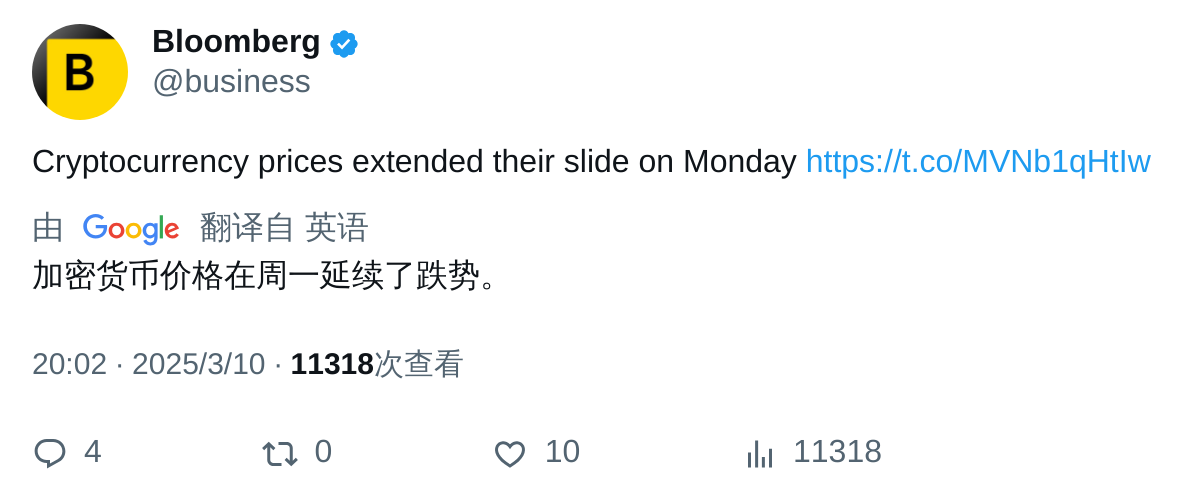 B
Bloomberg
@business
Cryptocurrency prices extended their slide on Monday https://t.co/MVNb1qHtIw
由 Google 翻译自 英语
加密货币价格在周一延续了跌势。
20:02 · 2025/3/10 · 11318次查看
4 0 10 11318